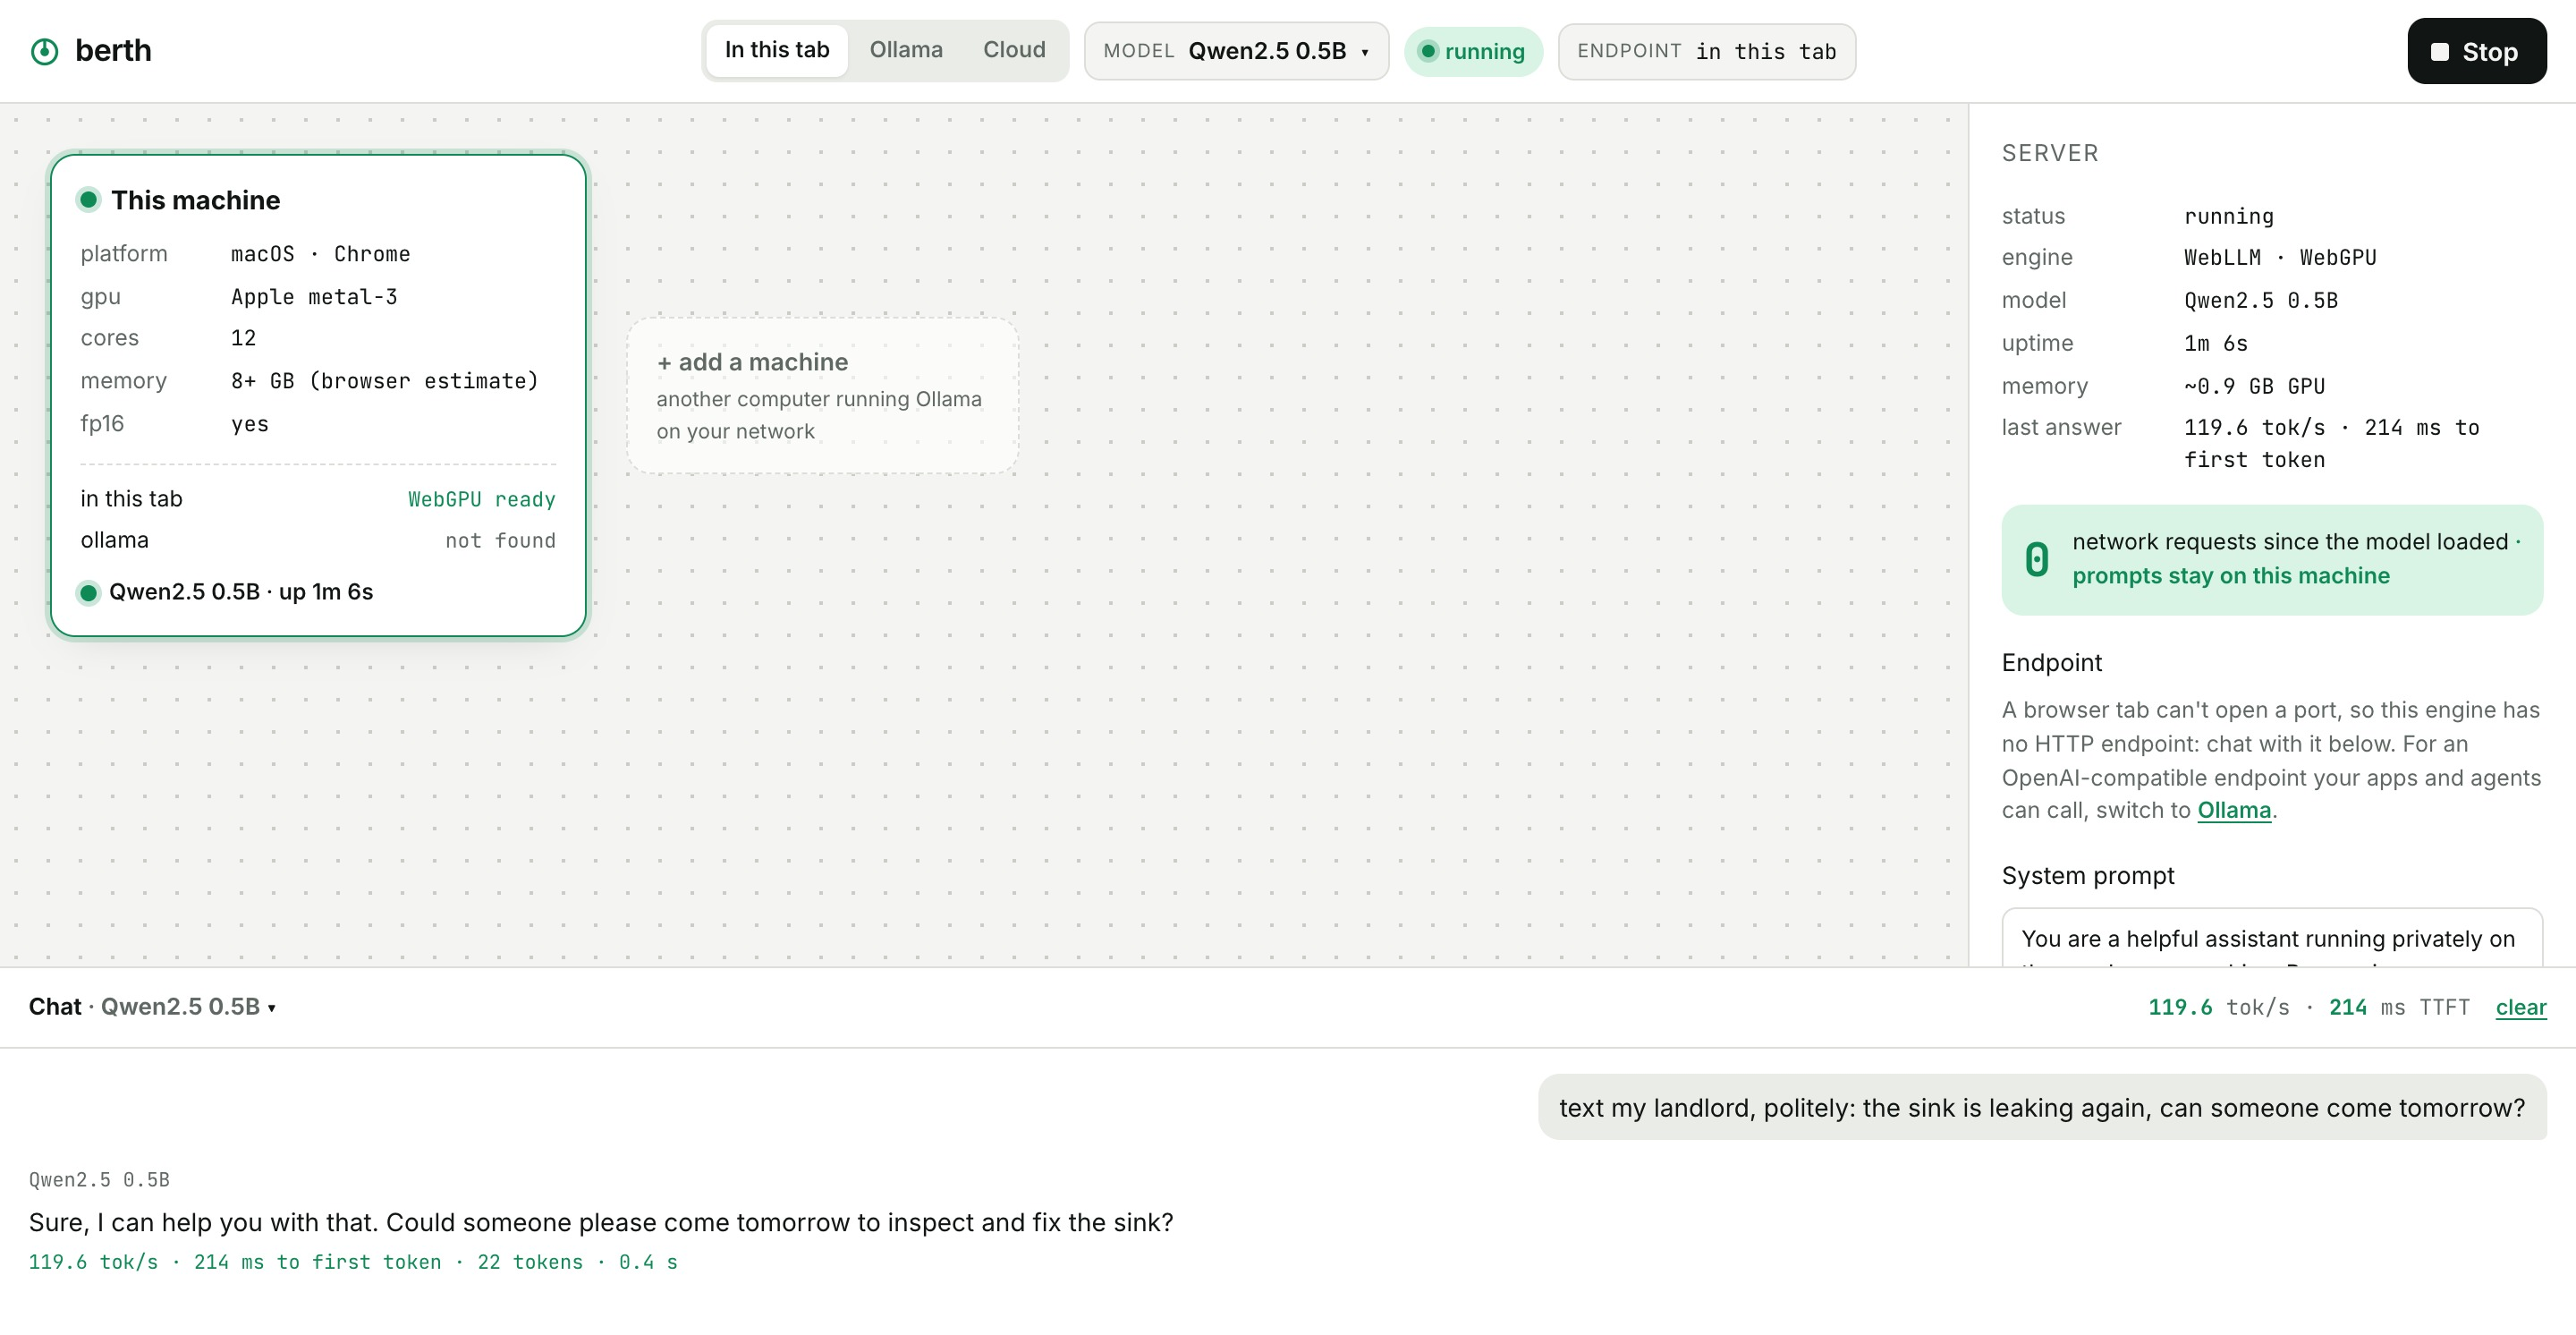 berth
In this tab Ollama Cloud MODEL Qwen2.5 0.5B ▾ running ENDPOINT in this tab Stop
This machine
platform macOS · Chrome
gpu Apple metal-3
cores 12
memory 8+ GB (browser estimate)
fp16 yes
in this tab WebGPU ready
ollama not found
Qwen2.5 0.5B · up 1m 6s
+ add a machine
another computer running Ollama
on your network
SERVER
status running
engine WebLLM · WebGPU
model Qwen2.5 0.5B
uptime 1m 6s
memory ~0.9 GB GPU
last answer 119.6 tok/s · 214 ms to
first token
0 network requests since the model loaded ·
prompts stay on this machine
Endpoint
A browser tab can't open a port, so this engine has
no HTTP endpoint: chat with it below. For an
OpenAI-compatible endpoint your apps and agents
can call, switch to Ollama.
System prompt
You are a helpful assistant running privately on
Chat · Qwen2.5 0.5B ▾ 119.6 tok/s · 214 ms TTFT clear
text my landlord, politely: the sink is leaking again, can someone come tomorrow?
Qwen2.5 0.5B
Sure, I can help you with that. Could someone please come tomorrow to inspect and fix the sink?
119.6 tok/s · 214 ms to first token · 22 tokens · 0.4 s